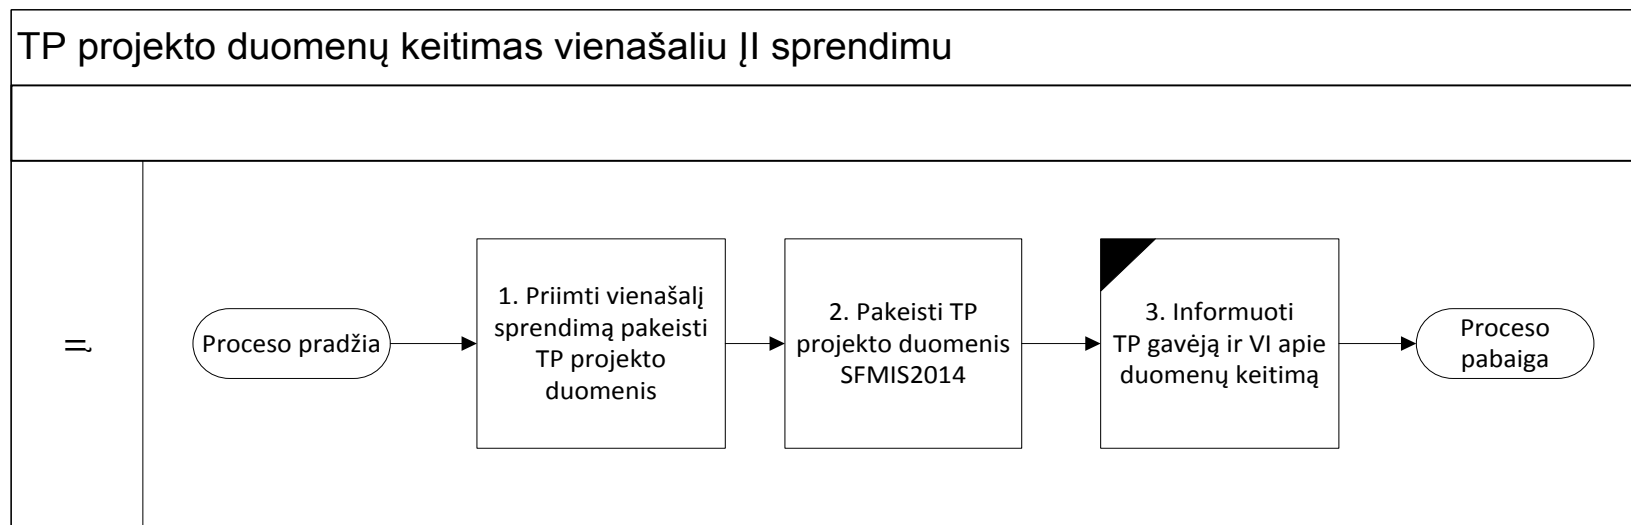 TP projekto duomenų keitimas vienašaliu ĮI sprendimu
ĮI
Proceso pradžia
1. Priimti vienašalį
sprendimą pakeisti
TP projekto
duomenis
2. Pakeisti TP
projekto duomenis
SFMIS2014
3. Informuoti
TP gavėją ir VI apie
duomenų keitimą
Proceso
pabaiga